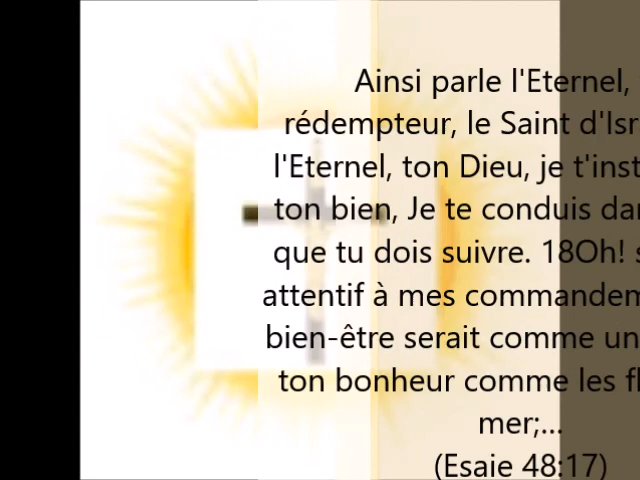 Ainsi parle l'Eternel,
rédempteur, le Saint d'Isr
l'Eternel, ton Dieu, je t'inst
ton bien, Je te conduis da
que tu dois suivre. 18Oh! s
attentif à mes commandem
bien-être serait comme un
ton bonheur comme les fl
mer;...
(Esaie 48:17)